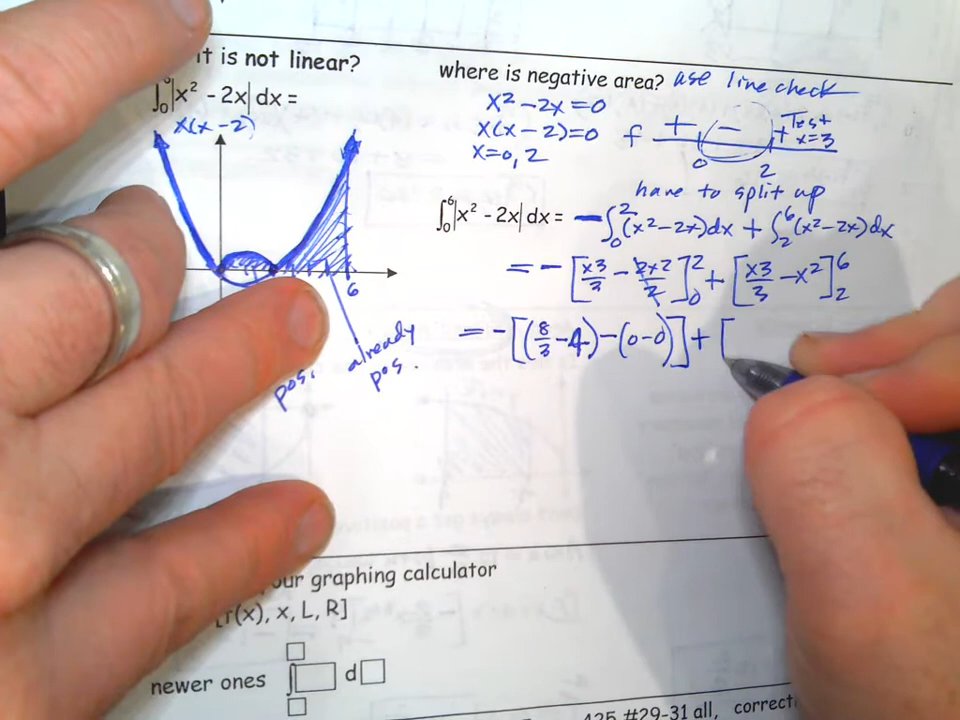 it is not linear?
∫₀⁶|x² - 2x| dx =
x(x-2)
6
pos.
already
pos.
where is negative area? use line check
x² - 2x = 0
x(x-2)=0
x=0,2
f + - + Test x=3
0 2
have to split up
∫₀⁶|x² - 2x| dx = -∫₀²(x²-2x)dx + ∫₂⁶(x²-2x)dx
= -[x³/3 - 2x²/2]₀² + [x³/3 - x²]₂⁶
= -[(8/3 - 4) - (0-0)] + [
our graphing calculator
f(x), x, L, R]
newer ones ∫ d
#29-31 all,